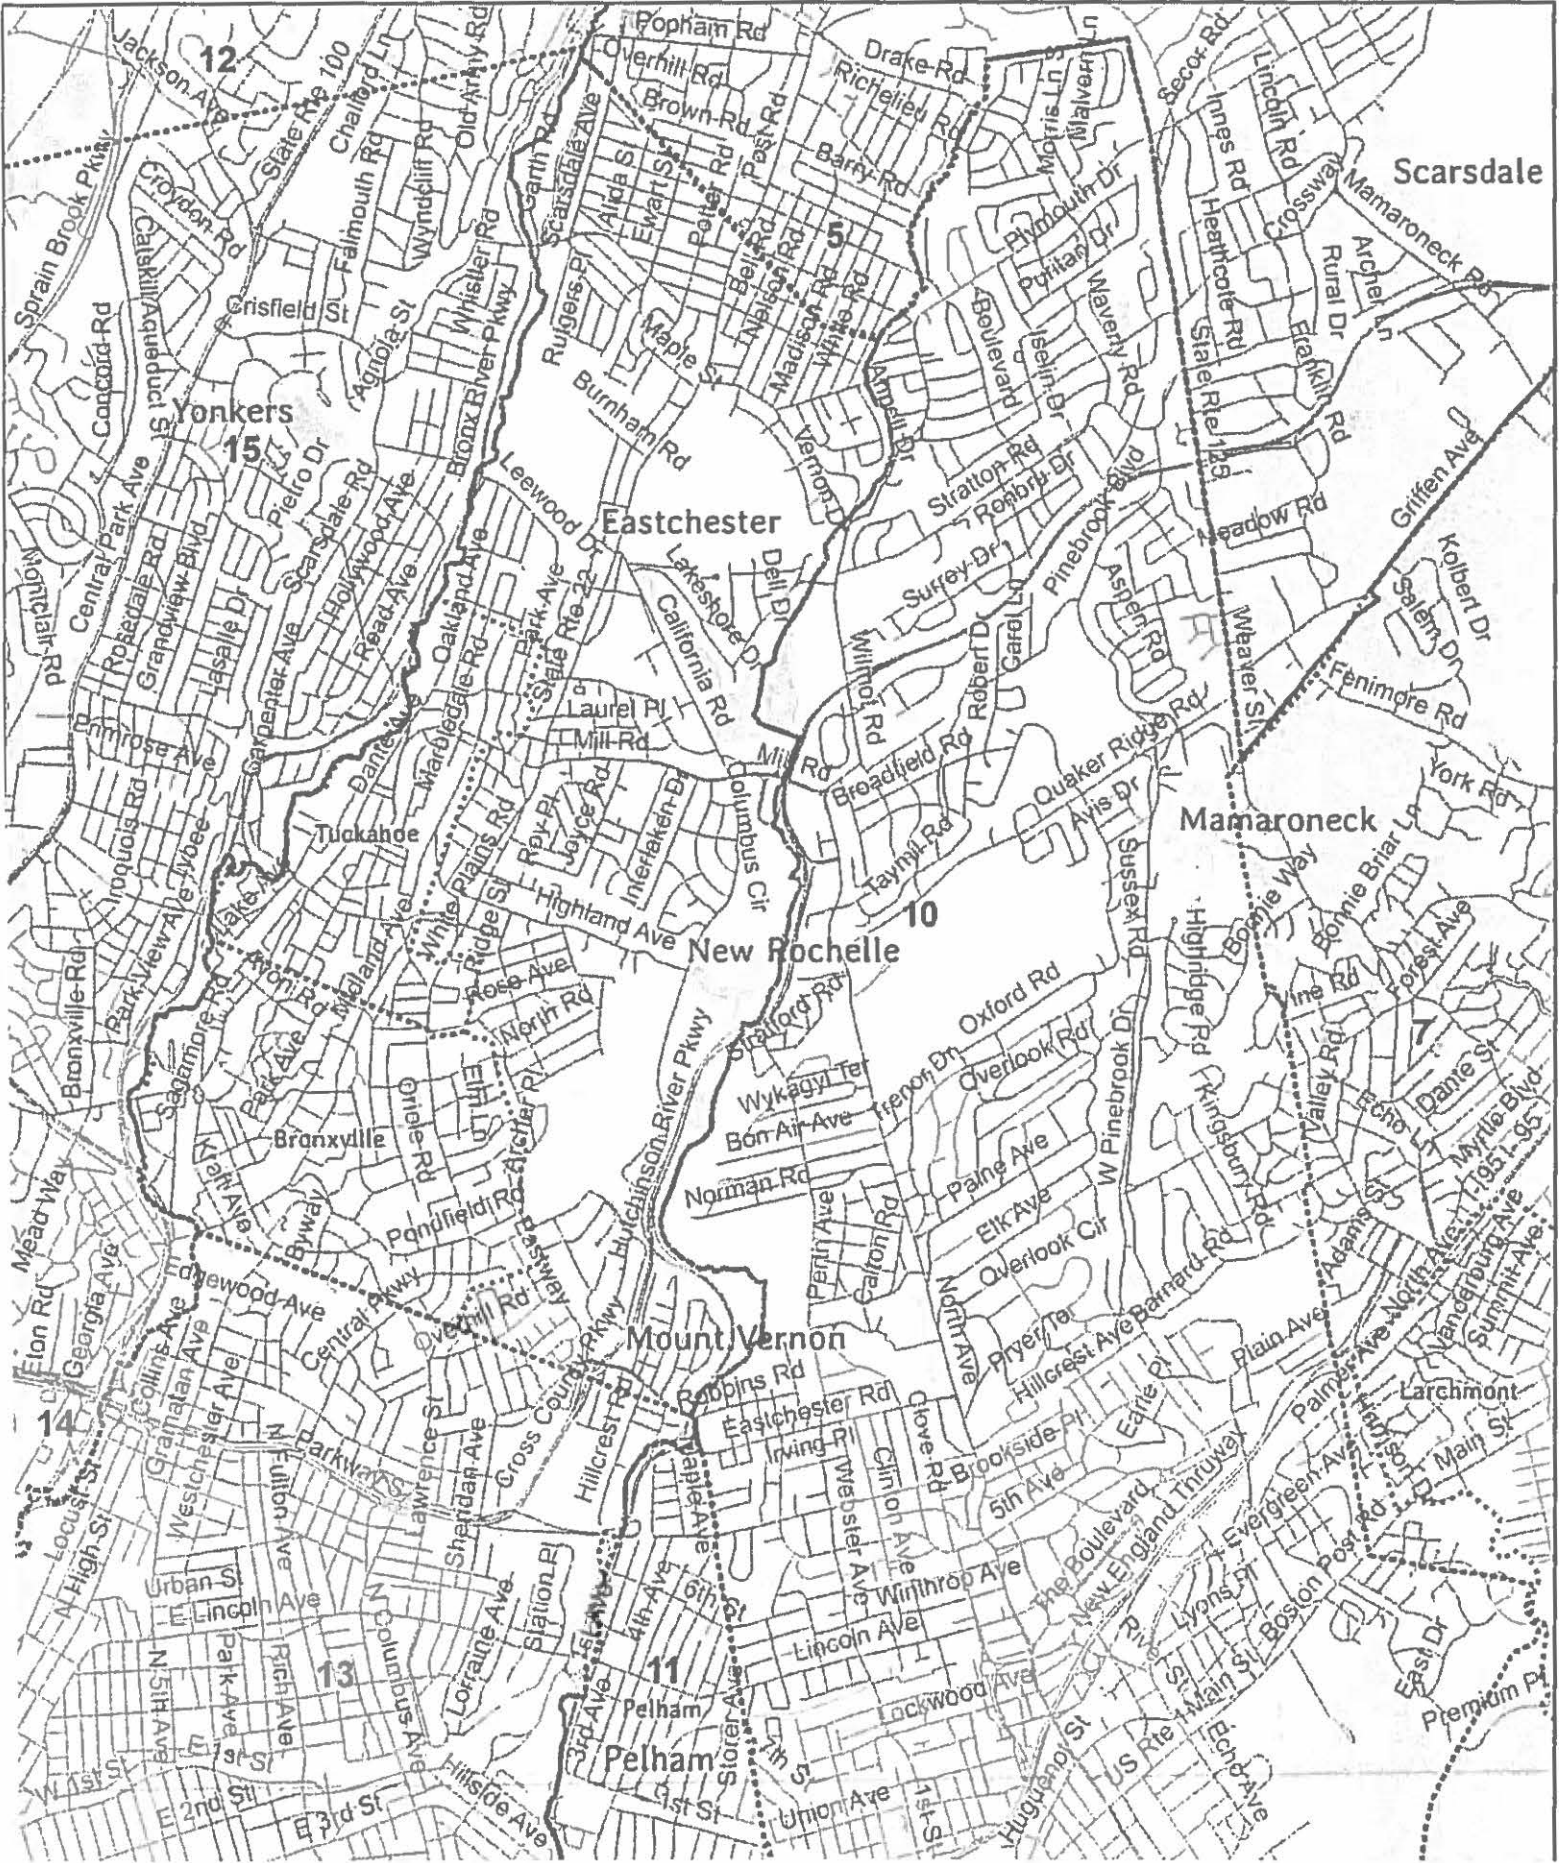 Popham Rd
Overhill Rd
Drake Rd
Richelieu Rd
Brown Rd
Barry Rd
Post Rd
Jackson Ave
12
State Rte 100
Chalford Ln
Old Army Rd
Falmouth Rd
Wyndcliff Rd
Garth Rd
Scarsdale Ave
Alida St
Ewart St
Potter Rd
Bell Rd
Nelson Rd
Madison Rd
White Rd
5
Morris Ln S
Malvern Ln
Secor Rd
Lincoln Rd
Innes Rd
Crossway
Mamaroneck Rd
Scarsdale
Plymouth Dr
Puritan Dr
Waverly Rd
Heathcote Rd
State Rte 125
Rural Dr
Archer Ln
Franklin Rd
Sprain Brook Pkwy
Croydon Rd
Catskill Aqueduct St
Concord Rd
Crisfield St
Agnola St
Whistler Rd
Bronx River Pkwy
Rutgers Pl
Maple St
Burnham Rd
Boulevard
Iselin Dr
Vernon Dr
Yonkers
15
Pietro Dr
Scarsdale Rd
Hollywood Ave
Read Ave
Leewood Dr
Eastchester
Stratton Rd
Ronbru Dr
Pinebrook Blvd
Griffen Ave
Meadow Rd
Kolbert Dr
Salem Dr
Fenimore Rd
Montclair Rd
Central Park Ave
Rosedale Rd
Grandview Blvd
Lasalle Dr
Carpenter Ave
Primrose Ave
Oakland Ave
Park Ave
State Rte 22
Lakeshore Dr
Dell Dr
California Rd
Surrey Dr
Wilmot Rd
Robert Dr
Aspen Rd
Weaver St
Laurel Pl
Mill Rd
Mill Rd
Dante Ave
Marbledale Rd
Broadfield Rd
Quaker Ridge Rd
Avis Dr
York Rd
Mamaroneck
Tuckahoe
White Plains Rd
Roy Pl
Joyce Rd
Interlaken Dr
Columbus Cir
Taymil Rd
10
Sussex Rd
Bonnie Way
Bonnie Briar Ln
Forest Ave
Iroquois Rd
Tybee
Lake Ave
Highland Ave
Ridge St
New Rochelle
Highridge Rd
Vine Rd
7
Bronxville Rd
Park View Ave
Avon Rd
Midland Ave
Rose Ave
North Rd
Stratford Rd
Oxford Rd
Overlook Rd
Trenor Dr
Valley Rd
Dante St
Echo Ln
Myrtle Blvd
I-95
Sagamore Rd
Park Ave
Bronxville
Oriole Rd
Elm Ln
Archer Pl
Hutchinson River Pkwy
Wykagyl Ter
Bon Air Ave
Norman Rd
W Pinebrook Dr
Kingsbury Rd
Paine Ave
Elk Ave
Overlook Cir
Mead Way
Kraft Ave
Byway
Pondfield Rd
Pastway
Perth Ave
Calton Rd
North Ave
Barnard Rd
Adams St
North Ave
Vanderburg Ave
Summit Ave
Elon Rd
Georgia Ave
Edgewood Ave
Central Pkwy
Overhill Rd
Cross County Pkwy
Mount Vernon
Pryer Ter
Hillcrest Ave
Plain Ave
Palmer Ave
14
Collins Ave
Gramatan Ave
Westchester Ave
Robbins Rd
Eastchester Rd
Irving Pl
Clove Rd
Brookside Pl
Earle Pl
Larchmont
Harrison Dr
Main St
Locust St
N High St
N Fulton Ave
Parkway St
Lawrence St
Sheridan Ave
Hillcrest Rd
Maple Ave
Webster Ave
Clinton Ave
5th Ave
The Boulevard
New England Thruway
Evergreen Ave
Boston Post Rd
Urban St
E Lincoln Ave
N Columbus Ave
Lorraine Ave
Station Pl
1st Ave
4th Ave
6th St
Winthrop Ave
Lincoln Ave
Lyons Pl
East Dr
Premium Pt
N 5th Ave
Park Ave
Rich Ave
13
11
Pelham
3rd Ave
Storer Ave
Lockwood Ave
Main St
Pelham
7th St
1st St
Union Ave
1st St
Huguenot St
US Rte 1
Echo Ave
W 1st S
E 1st St
E 2nd St
E 3rd St
Hillside Ave